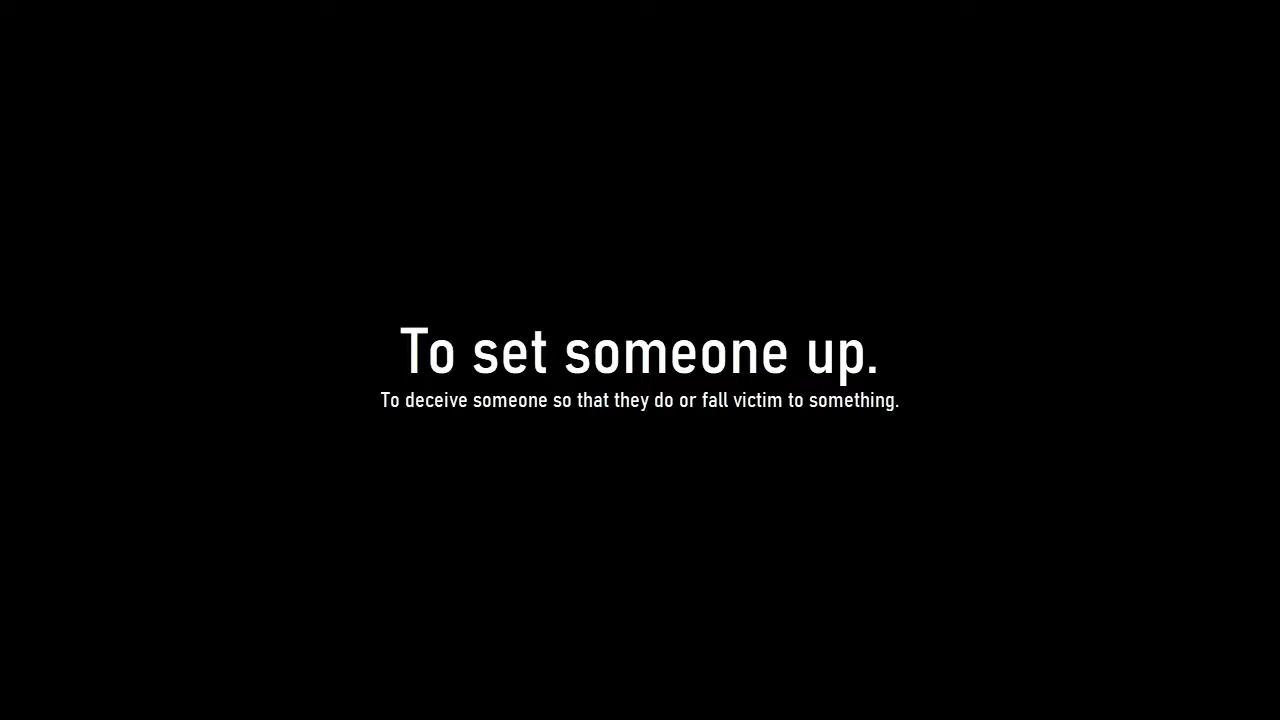 To set someone up.
To deceive someone so that they do or fall victim to something.